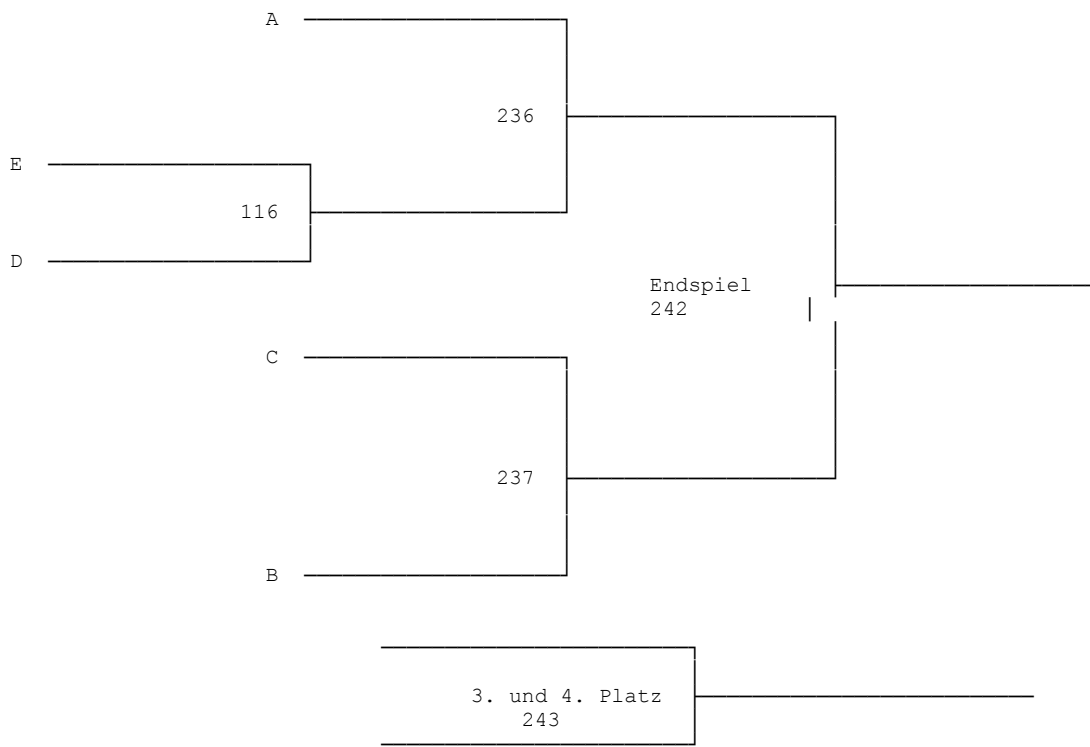 A
236
E
116
D
Endspiel
242
C
237
B
3. und 4. Platz
243